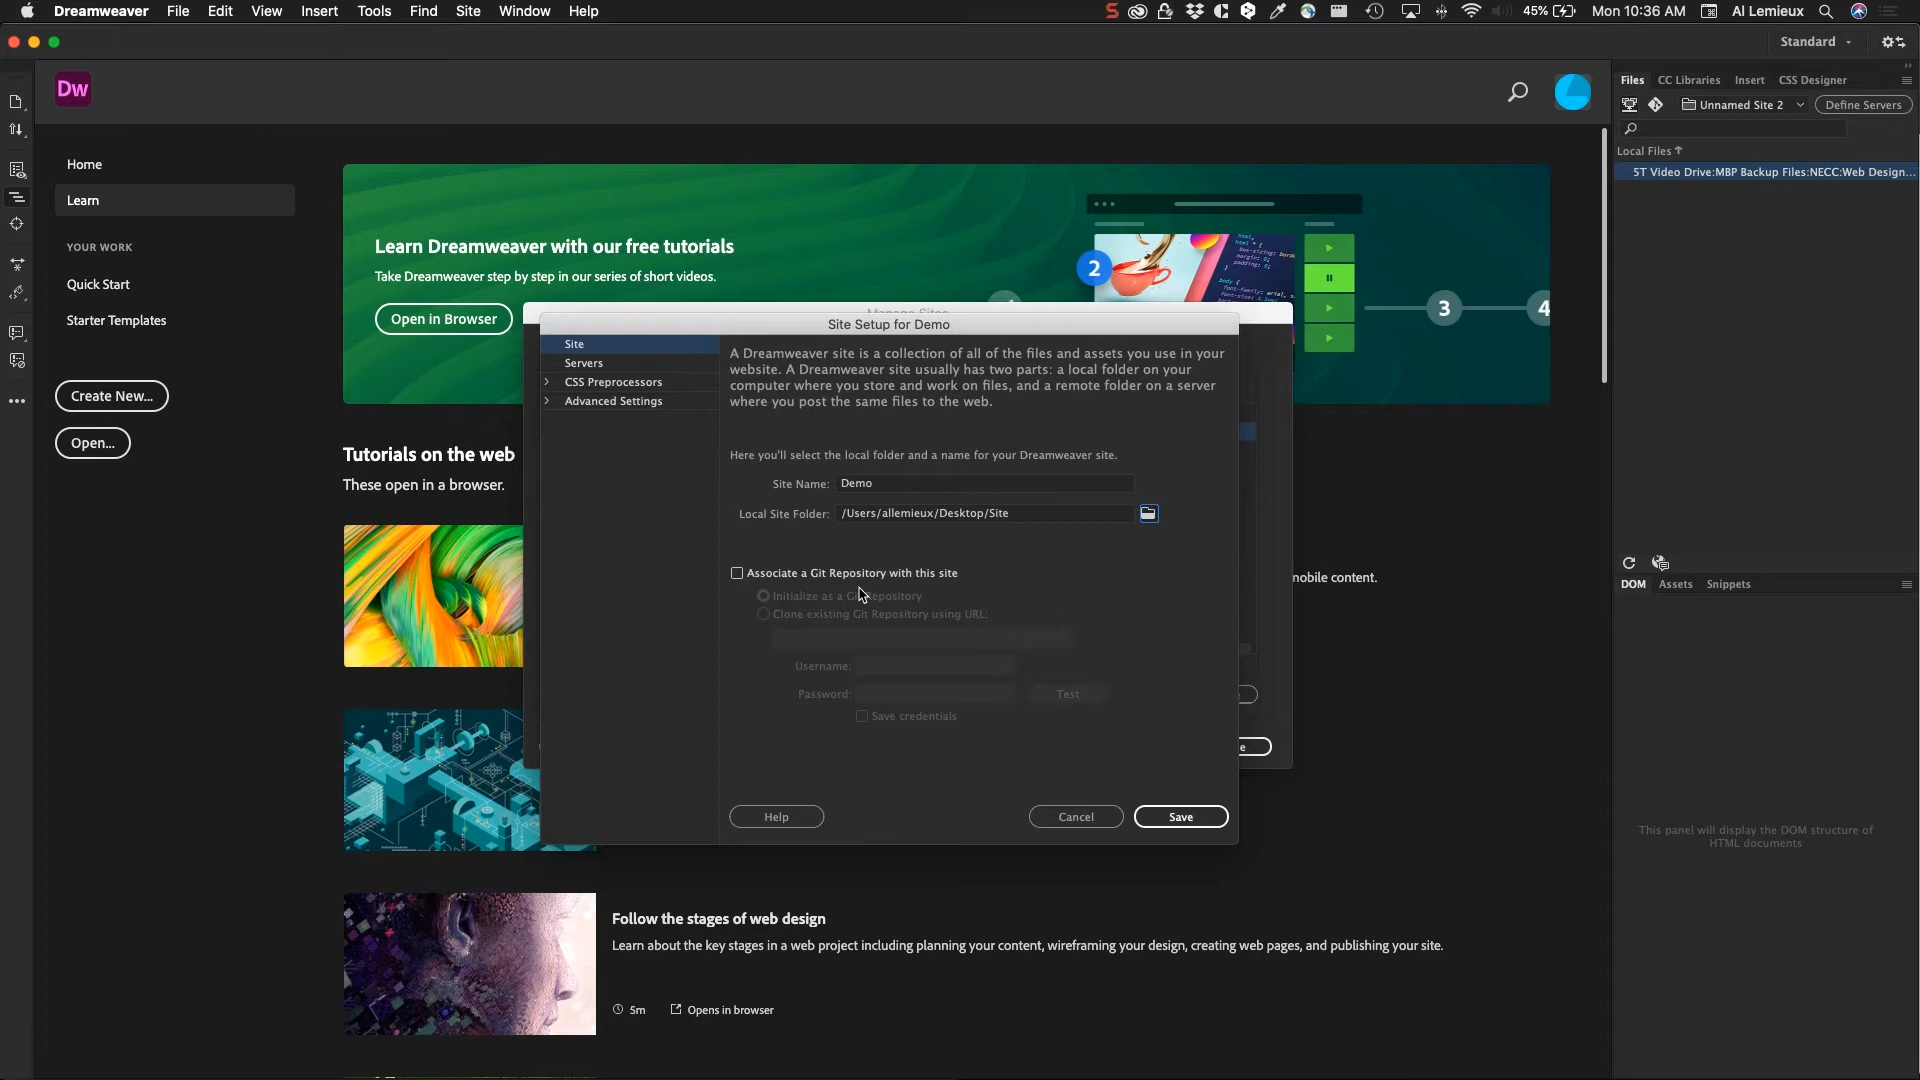 Dreamweaver File Edit View Insert Tools Find Site Window Help 45% Mon 10:36 AM Al Lemieux
Standard
Dw
Files CC Libraries Insert CSS Designer
Unnamed Site 2 Define Servers
Local Files
5T Video Drive:MBP Backup Files:NECC:Web Design...
Home
Learn
YOUR WORK
Quick Start
Starter Templates
Create New...
Open...
Learn Dreamweaver with our free tutorials
Take Dreamweaver step by step in our series of short videos.
Open in Browser
2
3
4
Tutorials on the web
These open in a browser.
Manage Sites
Site Setup for Demo
Site
Servers
CSS Preprocessors
Advanced Settings
A Dreamweaver site is a collection of all of the files and assets you use in your
website. A Dreamweaver site usually has two parts: a local folder on your
computer where you store and work on files, and a remote folder on a server
where you post the same files to the web.
Here you'll select the local folder and a name for your Dreamweaver site.
Site Name: Demo
Local Site Folder: /Users/allemieux/Desktop/Site
Associate a Git Repository with this site
Initialize as a Git Repository
Clone existing Git Repository using URL:
Username:
Password: Test
Save credentials
Help Cancel Save
mobile content.
Follow the stages of web design
Learn about the key stages in a web project including planning your content, wireframing your design, creating web pages, and publishing your site.
5m Opens in browser
DOM Assets Snippets
This panel will display the DOM structure of
HTML documents